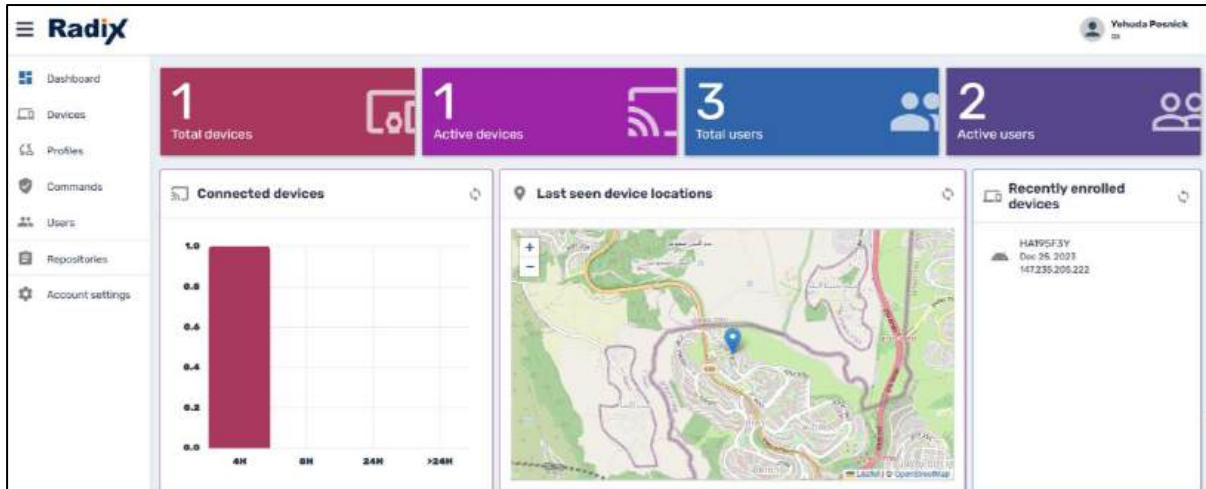 Radix
Yehuda Posnick
Dashboard
Devices
Profiles
Commands
Users
Repositories
Account settings
1
Total devices
1
Active devices
3
Total users
2
Active users
Connected devices
1.0
0.8
0.6
0.4
0.2
0.0
4H
8H
24H
>24H
Last seen device locations
+
−
Leaflet | © OpenStreetMap
Recently enrolled
devices
HA195F3Y
Dec 25, 2023
147.235.205.222